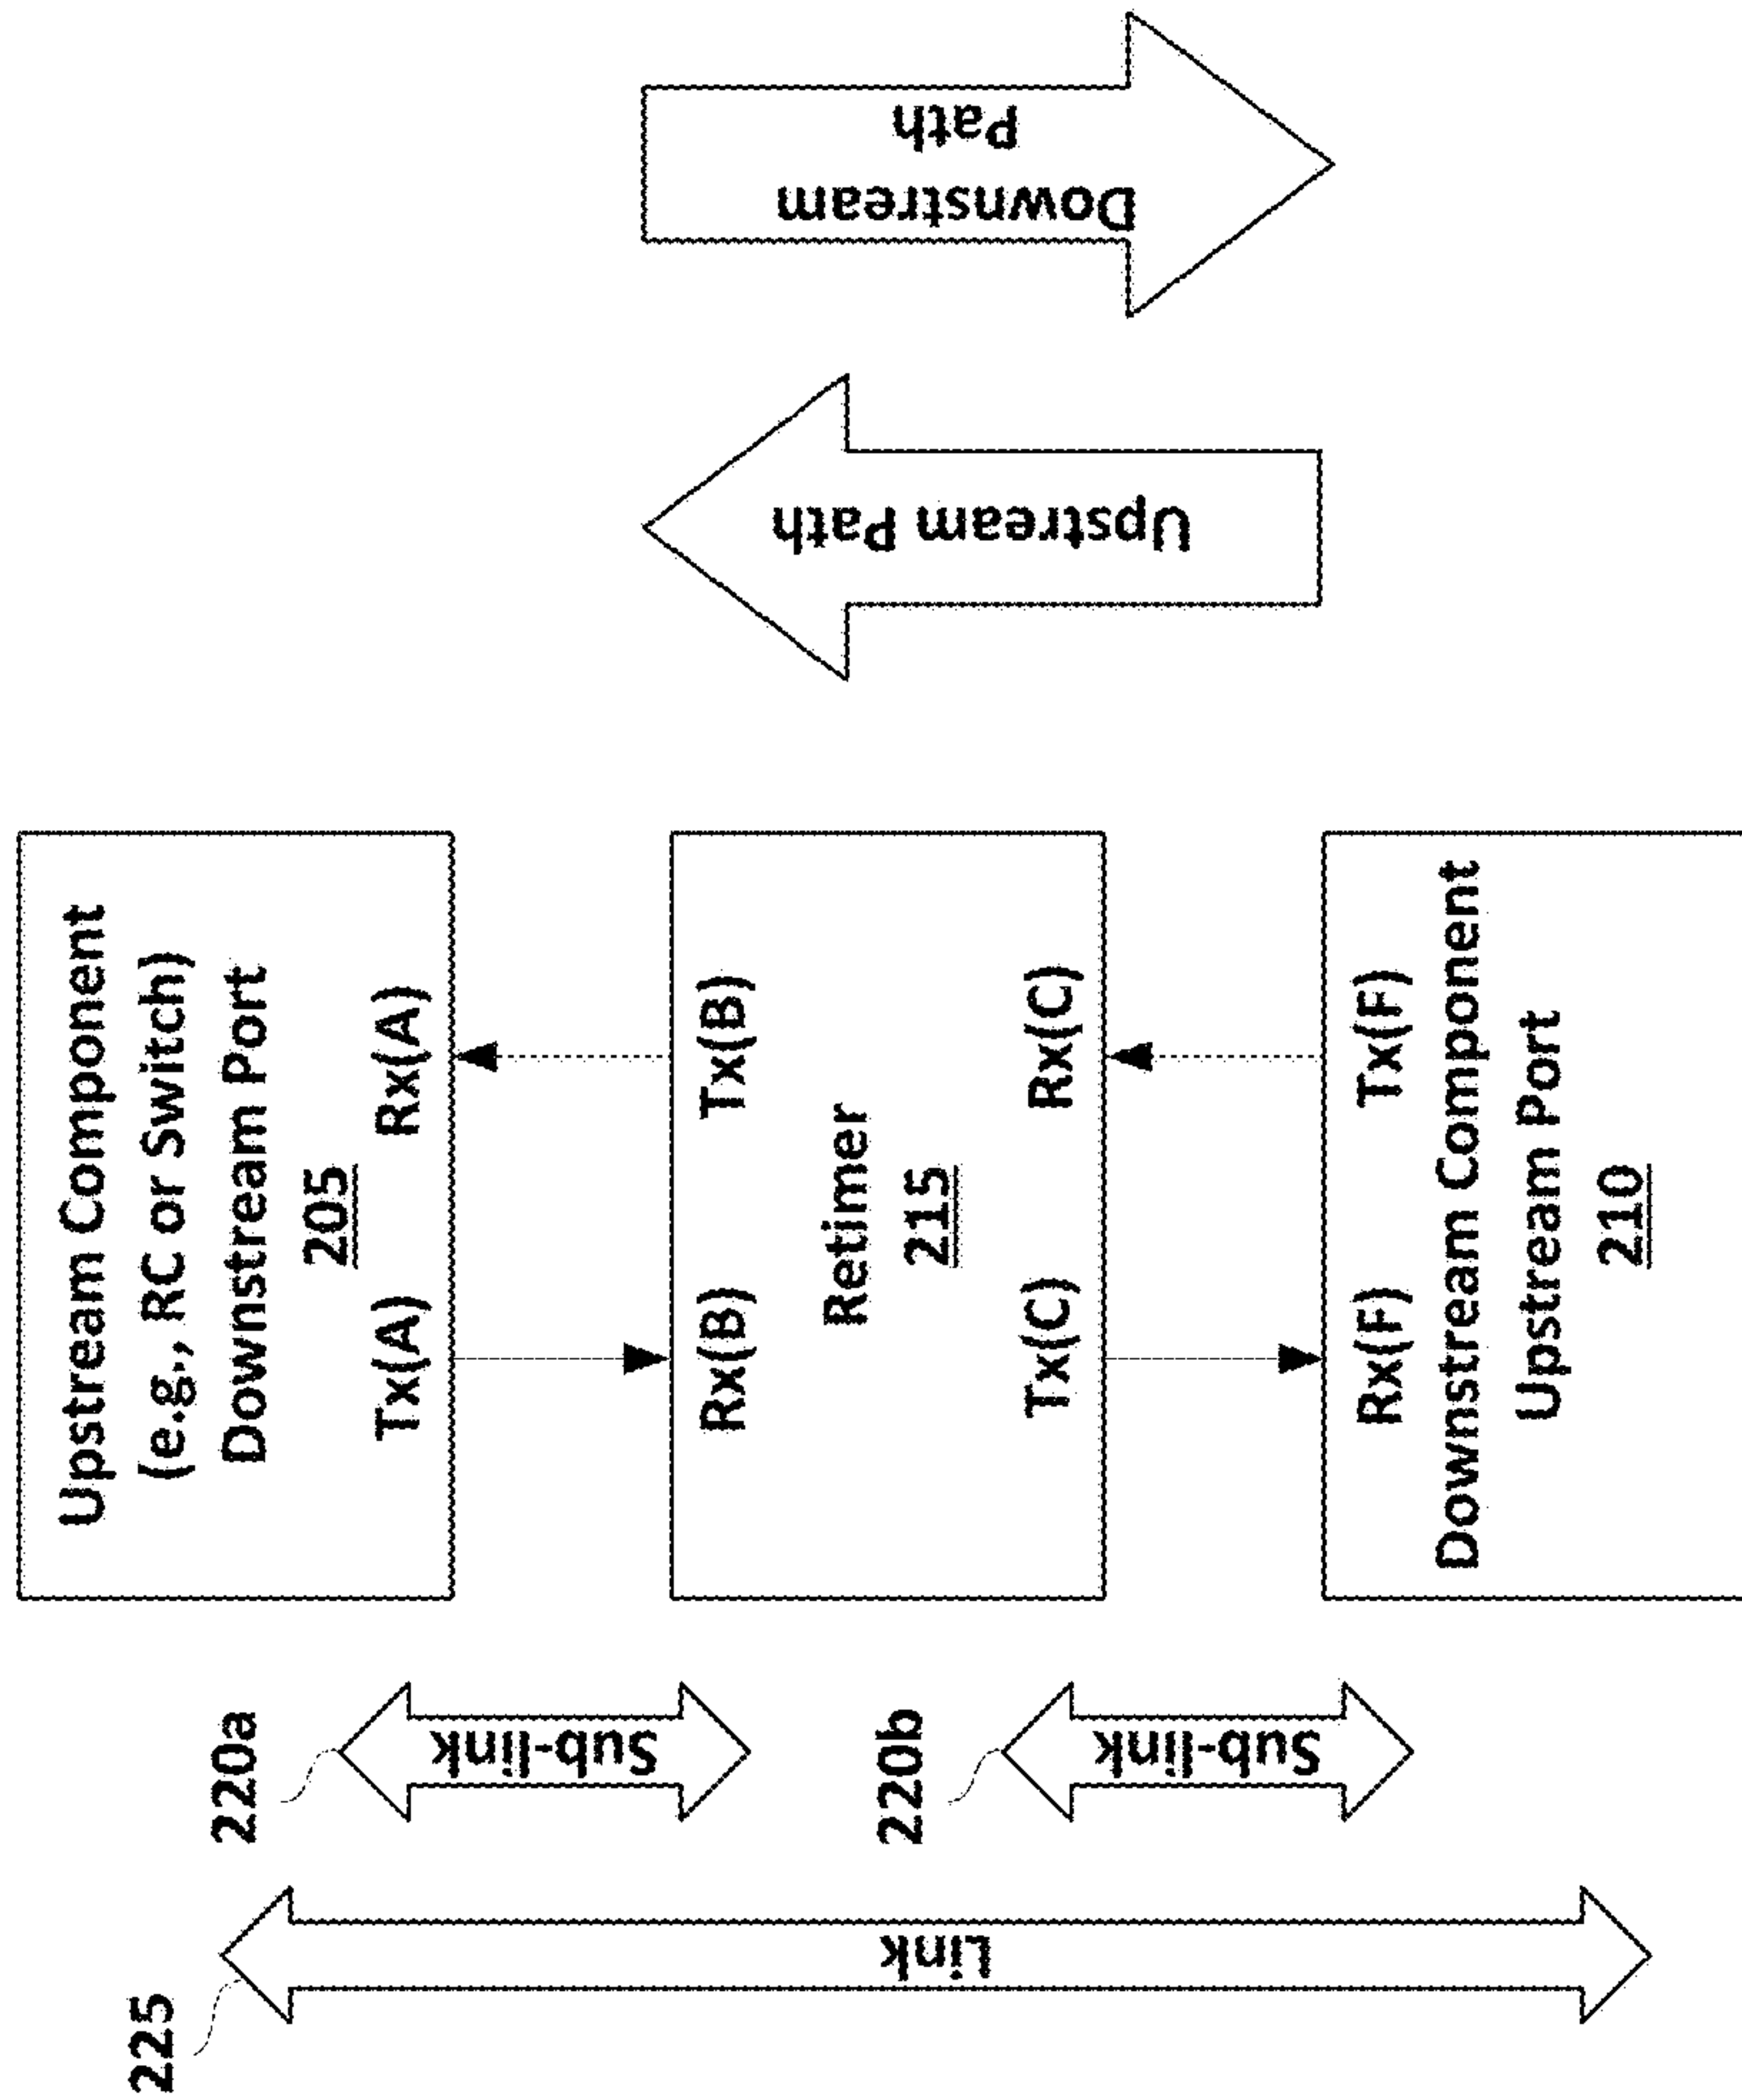 225
Link
220a
Sub-link
220b
Sub-link
Upstream Component
(e.g., RC or Switch)
Downstream Port
205
Tx(A)
Rx(A)
Rx(B)
Tx(B)
Retimer
215
Tx(C)
Rx(C)
Rx(F)
Tx(F)
Downstream Component
Upstream Port
210
Upstream Path
Downstream
Path